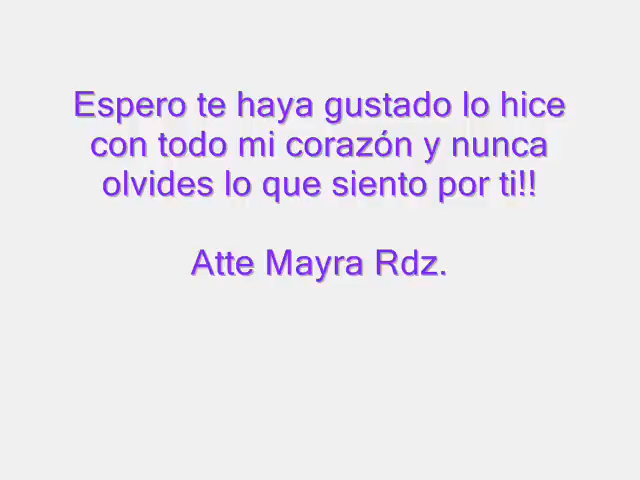 Espero te haya gustado lo hice
con todo mi corazón y nunca
olvides lo que siento por ti!!
Atte Mayra Rdz.